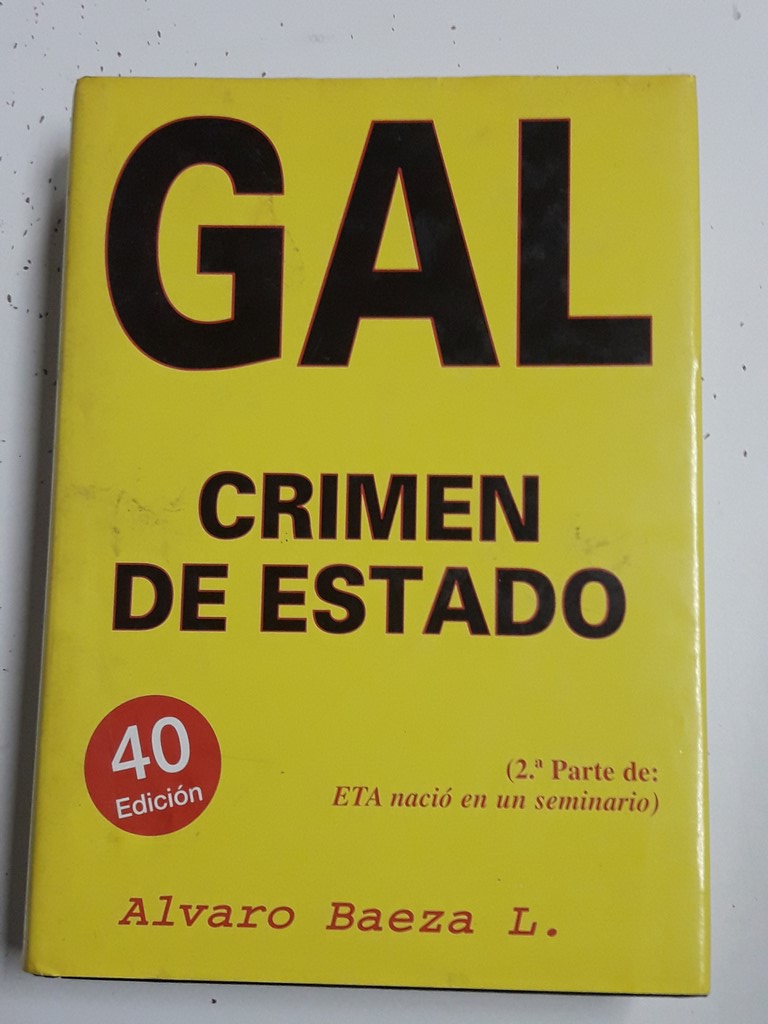 GAL
CRIMEN
DE ESTADO
40
Edición
(2.ª Parte de:
ETA nació en un seminario)
Alvaro Baeza L.